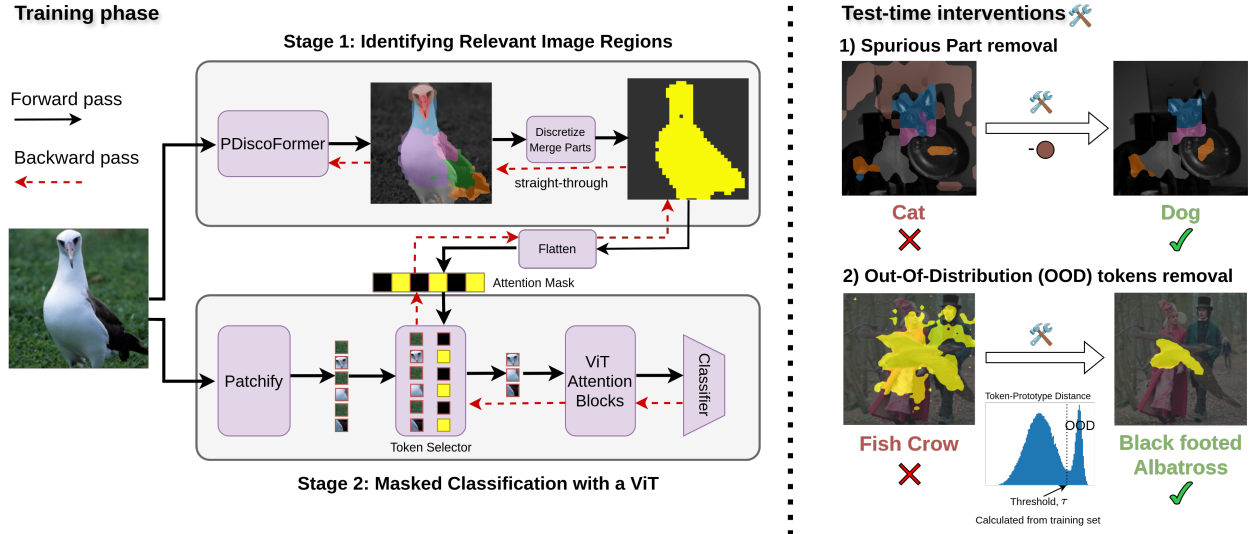 Training phase
Stage 1: Identifying Relevant Image Regions
Forward pass
Backward pass
PDiscoFormer
Discretize
Merge Parts
straight-through
Flatten
Attention Mask
Patchify
Token Selector
ViT
Attention
Blocks
Classifier
Stage 2: Masked Classification with a ViT
Test-time interventions
1) Spurious Part removal
-
Cat
Dog
2) Out-Of-Distribution (OOD) tokens removal
Token-Prototype Distance
OOD
Threshold, τ
Calculated from training set
Fish Crow
Black footed
Albatross